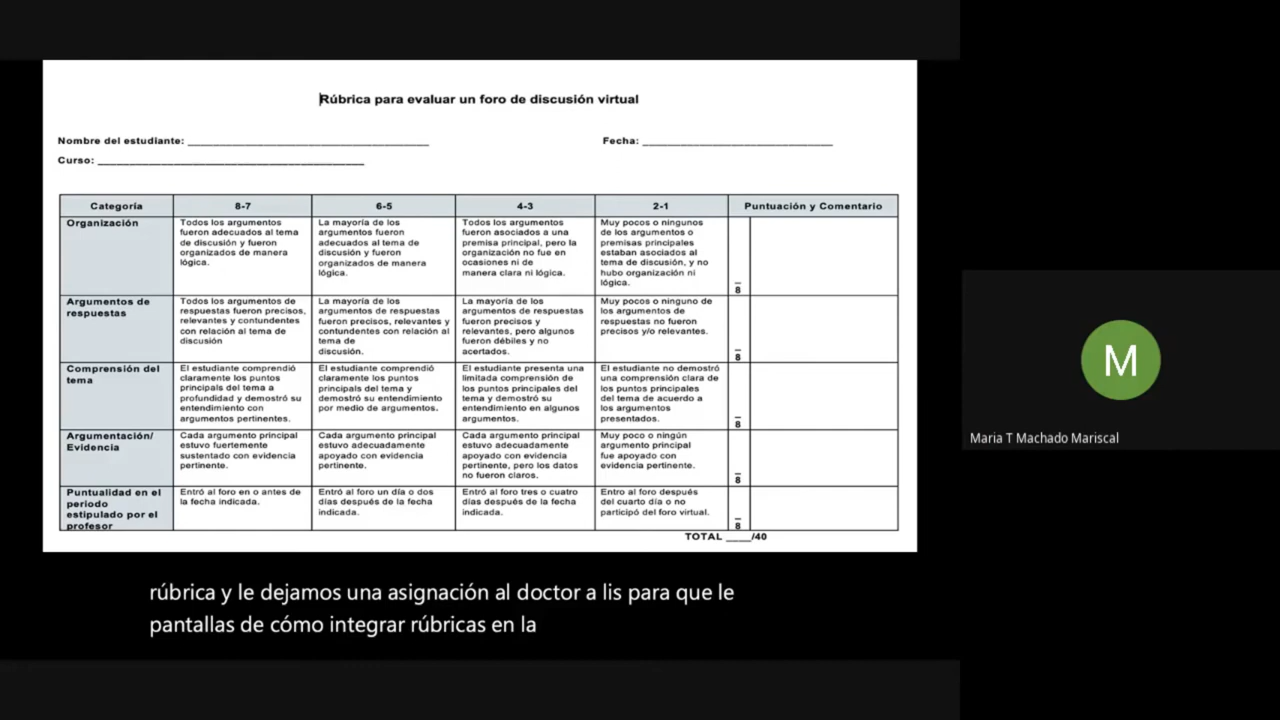 Rúbrica para evaluar un foro de discusión virtual
Nombre del estudiante: ______________________ Fecha: ______________________
Curso: ______________________
Categoría 8-7 6-5 4-3 2-1 Puntuación y Comentario
Organización
Todos los argumentos
fueron adecuados al tema
de discusión y fueron
organizados de manera
lógica.
La mayoría de los
argumentos fueron
adecuados al tema de
discusión y fueron
organizados de manera
lógica.
Todos los argumentos
fueron asociados a una
premisa principal, pero la
organización no fue en
ocasiones ni de
manera clara ni lógica.
Muy pocos o ningunos
de los argumentos o
premisas principales
estaban asociados al
tema de discusión, y no
hubo organización ni
lógica.
_
8
Argumentos de
respuestas
Todos los argumentos de
respuestas fueron precisos,
relevantes y contundentes
con relación al tema de
discusión
La mayoría de los
argumentos de respuestas
fueron precisos, relevantes y
contundentes con relación al
tema de
discusión.
La mayoría de los
argumentos de respuestas
fueron precisos y
relevantes, pero algunos
fueron débiles y no
acertados.
Muy pocos o ninguno de
los argumentos de
respuestas no fueron
precisos y/o relevantes.
_
8
Comprensión del
tema
El estudiante comprendió
claramente los puntos
principals del tema a
profundidad y demostró su
entendimiento con
argumentos pertinentes.
El estudiante comprendió
claramente los puntos
principals del tema y
demostró su entendimiento
por medio de argumentos.
El estudiante presenta una
limitada comprensión de
los puntos principales del
tema y demostró su
entendimiento en algunos
argumentos.
El estudiante no demostró
una comprensión clara de
los puntos principales
del tema de acuerdo a
los argumentos
presentados.
_
8
Argumentación/
Evidencia
Cada argumento principal
estuvo fuertemente
sustentado con evidencia
pertinente.
Cada argumento principal
estuvo adecuadamente
apoyado con evidencia
pertinente.
Cada argumento principal
estuvo adecuadamente
apoyado con evidencia
pertinente, pero los datos
no fueron claros.
Muy poco o ningún
argumento principal
fue apoyado con
evidencia pertinente.
_
8
Puntualidad en el
periodo
estipulado por el
profesor
Entró al foro en o antes de
la fecha indicada.
Entró al foro un día o dos
días después de la fecha
indicada.
Entró al foro tres o cuatro
días después de la fecha
indicada.
Entro al foro después
del cuarto día o no
participó del foro virtual.
_
8
TOTAL ____/40
M
Maria T Machado Mariscal
rúbrica y le dejamos una asignación al doctor a lis para que le
pantallas de cómo integrar rúbricas en la